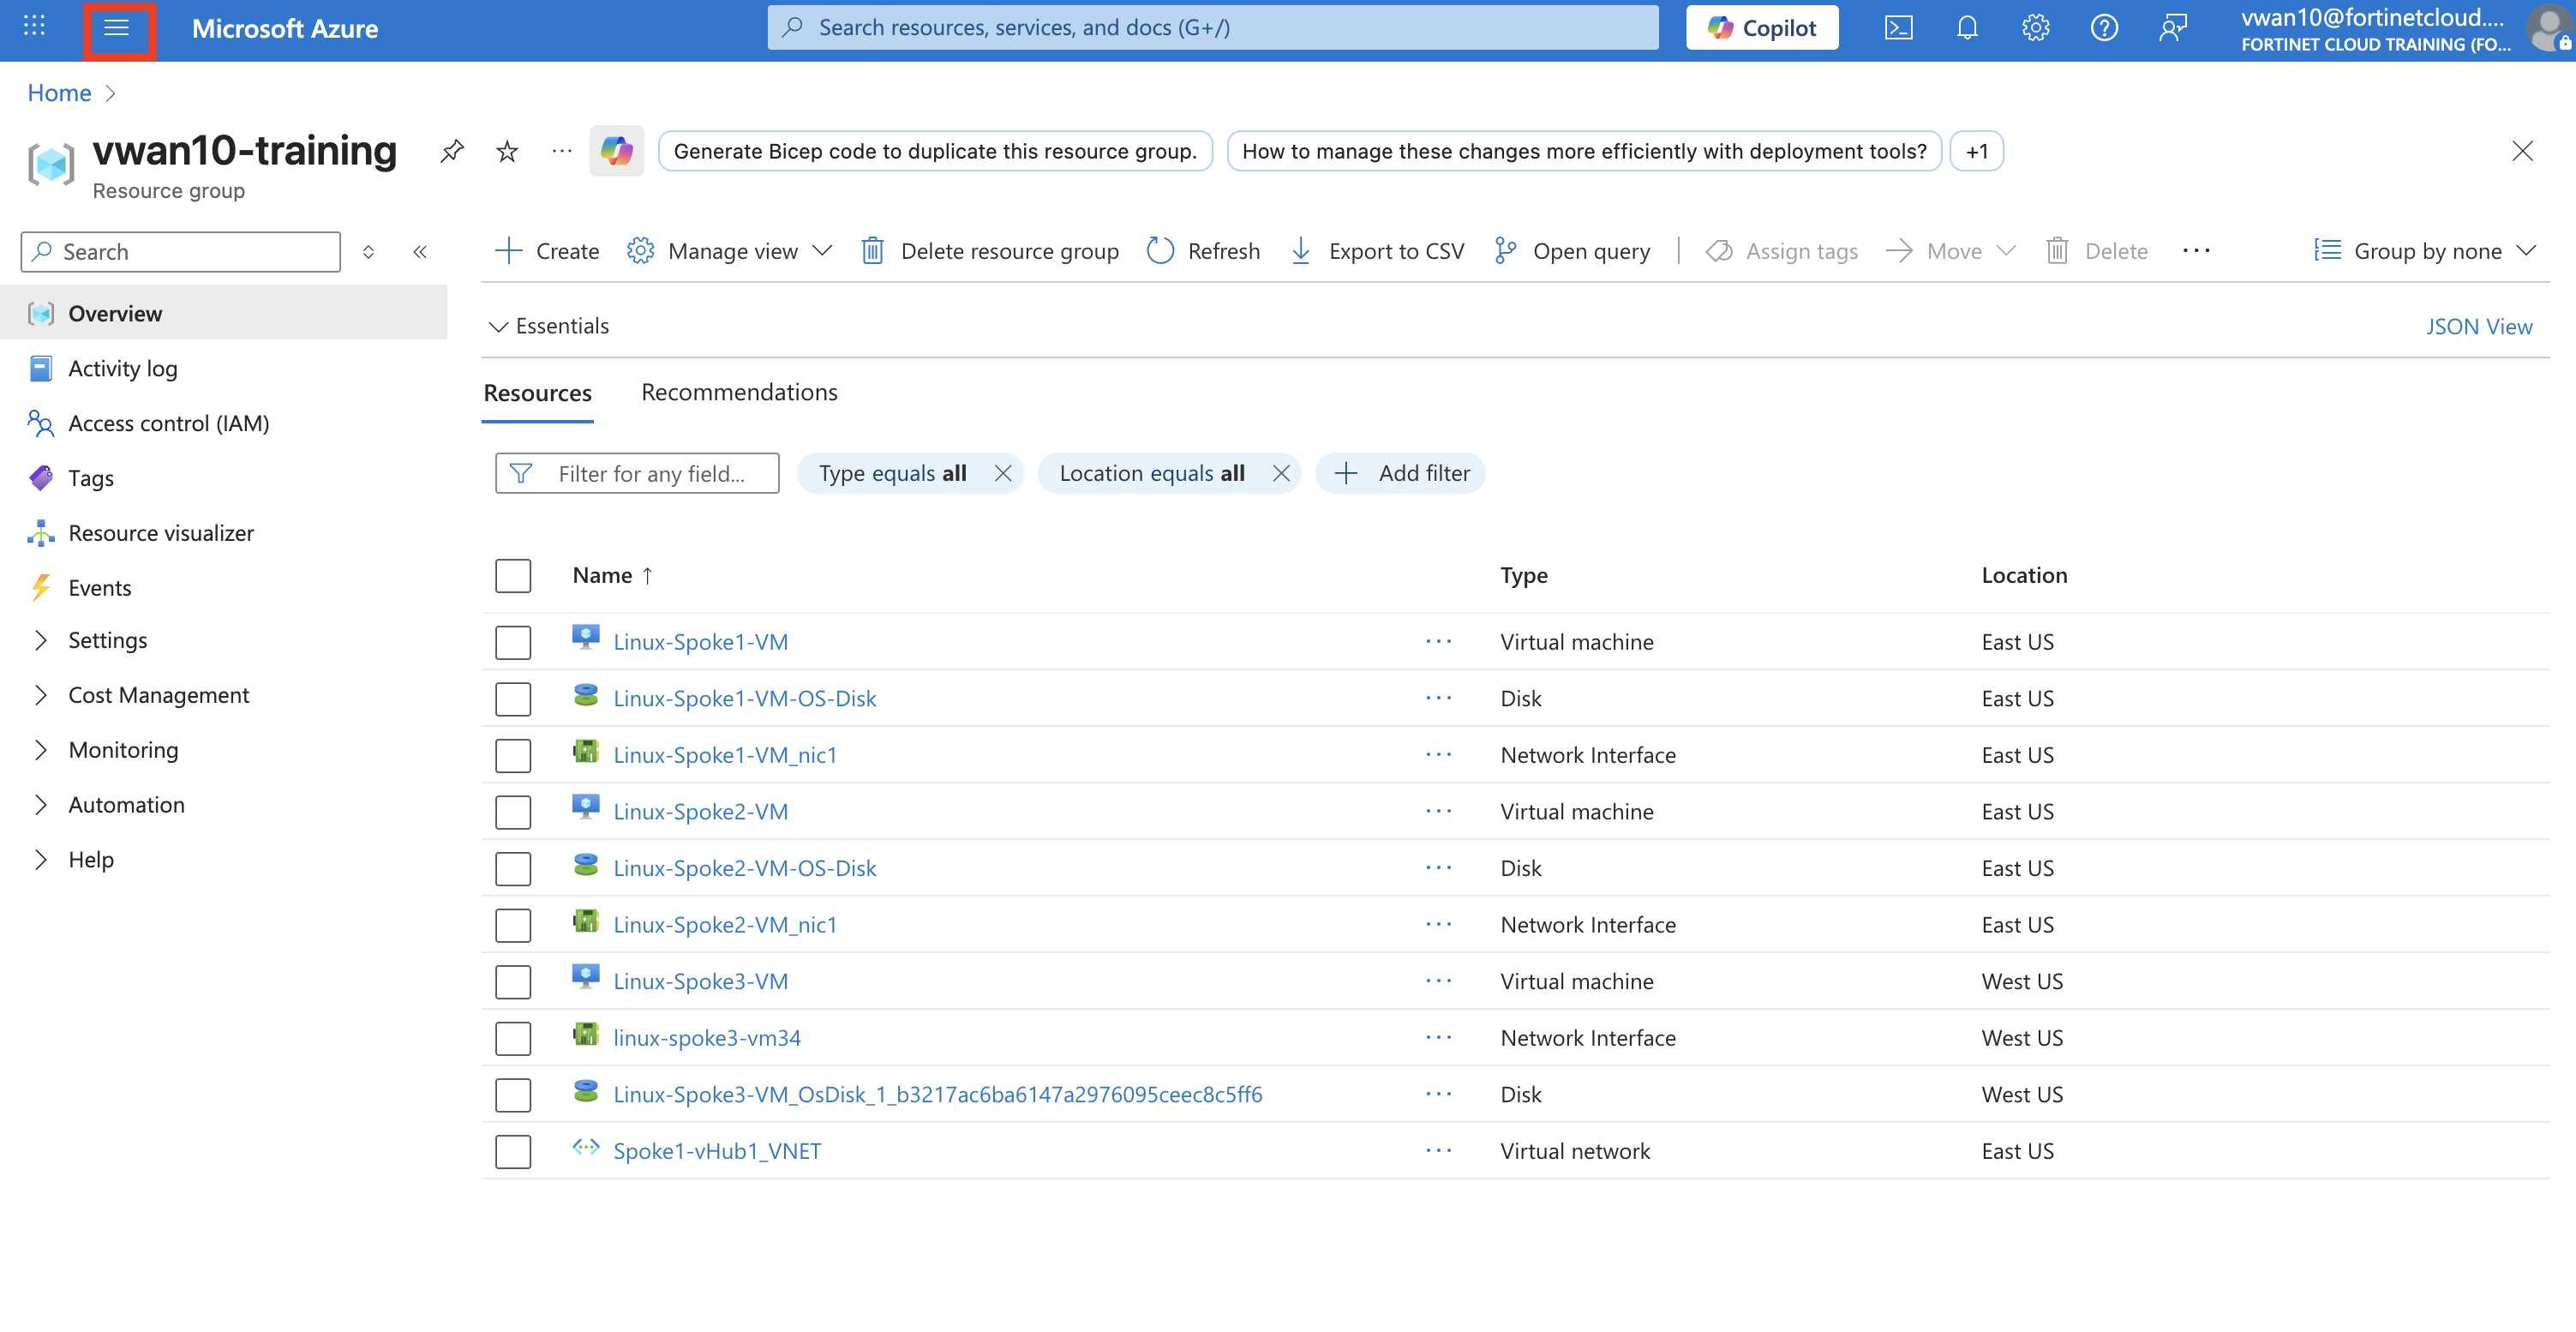 Microsoft Azure
Search resources, services, and docs (G+/)
Copilot
vwan10@fortinetcloud....
FORTINET CLOUD TRAINING (FO...
Home
vwan10-training
Resource group
Generate Bicep code to duplicate this resource group.
How to manage these changes more efficiently with deployment tools?
+1
Search
Create
Manage view
Delete resource group
Refresh
Export to CSV
Open query
Assign tags
Move
Delete
Group by none
Overview
Activity log
Access control (IAM)
Tags
Resource visualizer
Events
Settings
Cost Management
Monitoring
Automation
Help
Essentials
JSON View
Resources Recommendations
Filter for any field...
Type equals all
Location equals all
Add filter
Name ↑ Type Location
Linux-Spoke1-VM Virtual machine East US
Linux-Spoke1-VM-OS-Disk Disk East US
Linux-Spoke1-VM_nic1 Network Interface East US
Linux-Spoke2-VM Virtual machine East US
Linux-Spoke2-VM-OS-Disk Disk East US
Linux-Spoke2-VM_nic1 Network Interface East US
Linux-Spoke3-VM Virtual machine West US
linux-spoke3-vm34 Network Interface West US
Linux-Spoke3-VM_OsDisk_1_b3217ac6ba6147a2976095ceec8c5ff6 Disk West US
Spoke1-vHub1_VNET Virtual network East US